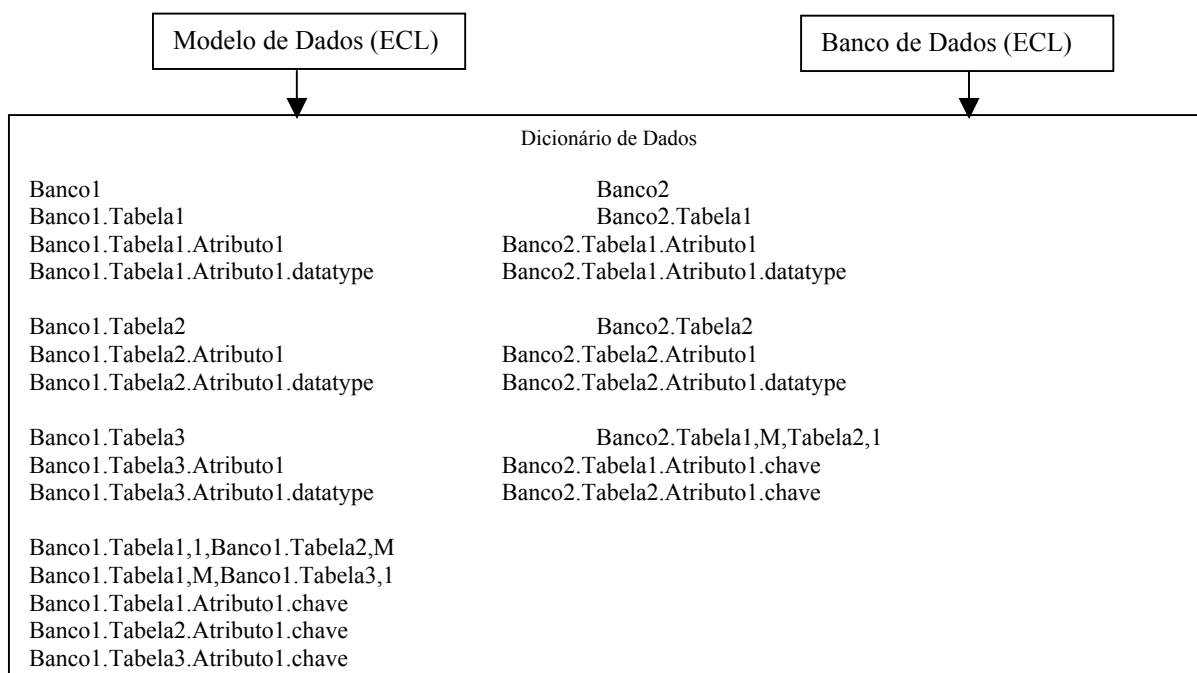 Modelo de Dados (ECL)
Banco de Dados (ECL)
Dicionário de Dados
Banco1
Banco1.Tabela1
Banco1.Tabela1.Atributo1
Banco1.Tabela1.Atributo1.datatype
Banco1.Tabela2
Banco1.Tabela2.Atributo1
Banco1.Tabela2.Atributo1.datatype
Banco1.Tabela3
Banco1.Tabela3.Atributo1
Banco1.Tabela3.Atributo1.datatype
Banco1.Tabela1,1,Banco1.Tabela2,M
Banco1.Tabela1,M,Banco1.Tabela3,1
Banco1.Tabela1.Atributo1.chave
Banco1.Tabela2.Atributo1.chave
Banco1.Tabela3.Atributo1.chave
Banco2
Banco2.Tabela1
Banco2.Tabela1.Atributo1
Banco2.Tabela1.Atributo1.datatype
Banco2.Tabela2
Banco2.Tabela2.Atributo1
Banco2.Tabela2.Atributo1.datatype
Banco2.Tabela1,M,Tabela2,1
Banco2.Tabela1.Atributo1.chave
Banco2.Tabela2.Atributo1.chave